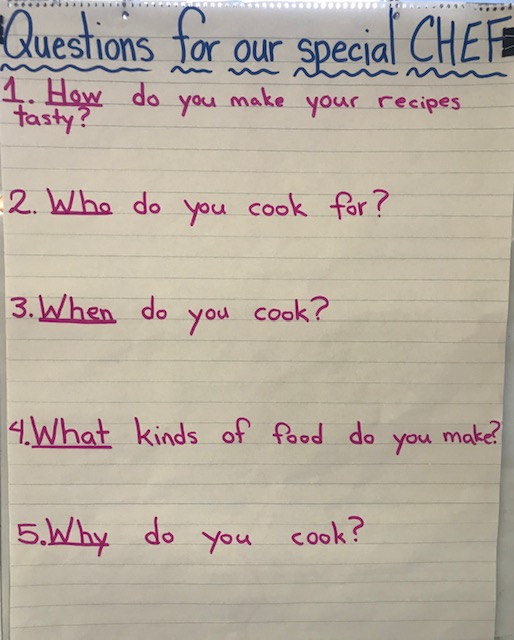 Questions for our special CHEF
1. How do you make your recipes
tasty?
2. Who do you cook for?
3. When do you cook?
4. What kinds of food do you make?
5. Why do you cook?